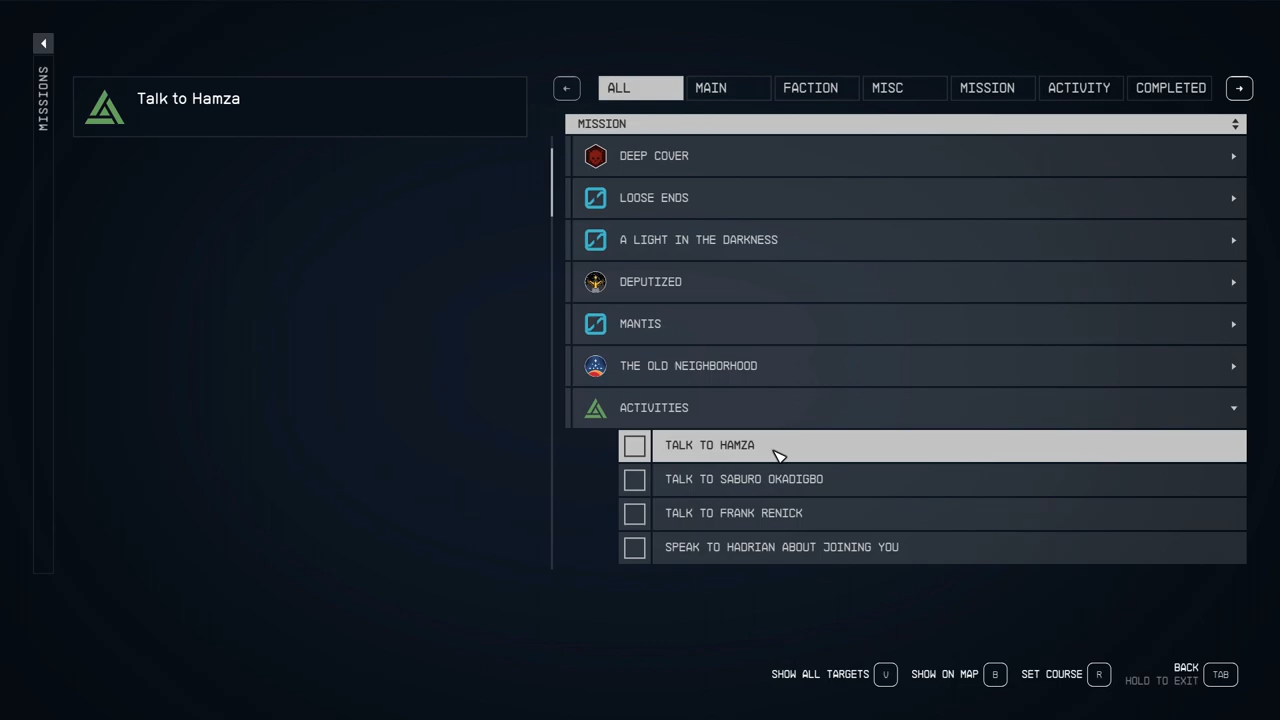 MISSIONS
Talk to Hamza
ALL
MAIN
FACTION
MISC
MISSION
ACTIVITY
COMPLETED
MISSION
DEEP COVER
LOOSE ENDS
A LIGHT IN THE DARKNESS
DEPUTIZED
MANTIS
THE OLD NEIGHBORHOOD
ACTIVITIES
TALK TO HAMZA
TALK TO SABURO OKADIGBO
TALK TO FRANK RENICK
SPEAK TO HADRIAN ABOUT JOINING YOU
SHOW ALL TARGETS V
SHOW ON MAP B
SET COURSE R
BACK
HOLD TO EXIT
TAB